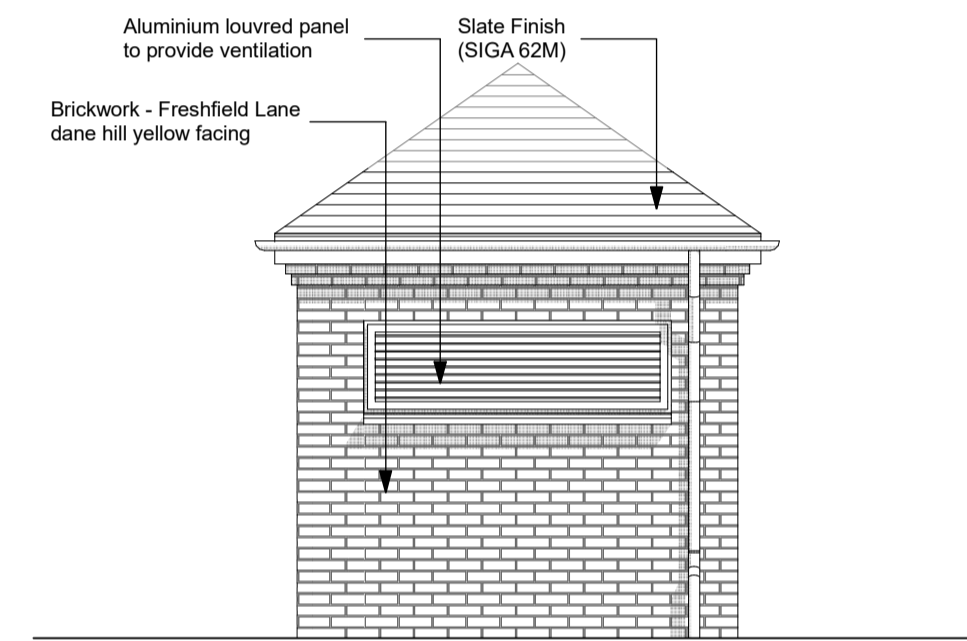 Aluminium louvred panel
to provide ventilation
Slate Finish
(SIGA 62M)
Brickwork - Freshfield Lane
dane hill yellow facing